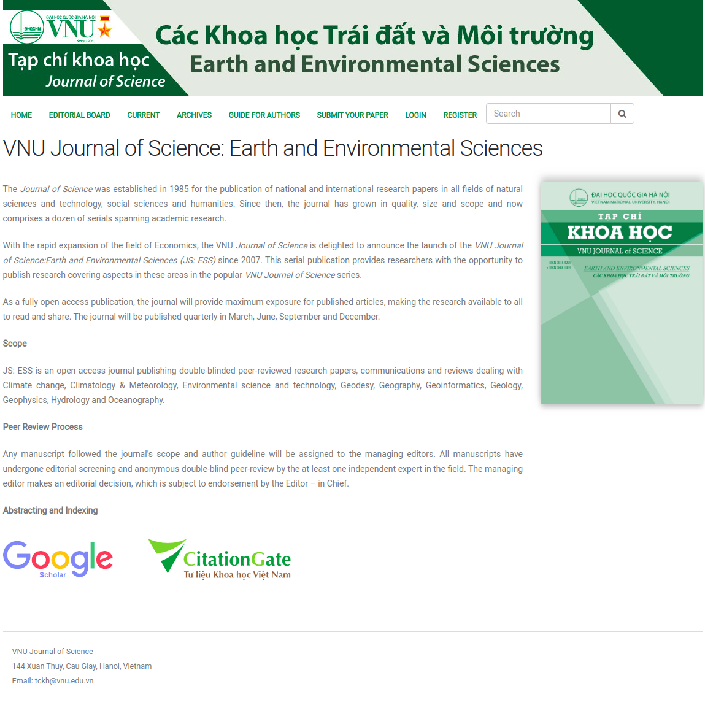 ĐẠI HỌC QUỐC GIA HÀ NỘI
VNU
Tạp chí khoa học
Journal of Science
Các Khoa học Trái đất và Môi trường
Earth and Environmental Sciences
HOME EDITORIAL BOARD CURRENT ARCHIVES GUIDE FOR AUTHORS SUBMIT YOUR PAPER LOGIN REGISTER Search
VNU Journal of Science: Earth and Environmental Sciences
The Journal of Science was established in 1985 for the publication of national and international research papers in all fields of natural
sciences and technology, social sciences and humanities. Since then, the journal has grown in quality, size and scope and now
comprises a dozen of serials spanning academic research.
With the rapid expansion of the field of Economics, the VNU Journal of Science is delighted to announce the launch of the VNU Journal
of Science:Earth and Environmental Sciences (JS: ESS) since 2007. This serial publication provides researchers with the opportunity to
publish research covering aspects in these areas in the popular VNU Journal of Science series.
As a fully open access publication, the journal will provide maximum exposure for published articles, making the research available to all
to read and share. The journal will be published quarterly in March, June, September and December.
Scope
JS: ESS is an open access journal publishing double-blinded peer-reviewed research papers, communications and reviews dealing with
Climate change, Climatology & Meteorology, Environmental science and technology, Geodesy, Geography, Geoinformatics, Geology,
Geophysics, Hydrology and Oceanography.
Peer Review Process
Any manuscript followed the journal's scope and author guideline will be assigned to the managing editors. All manuscripts have
undergone editorial screening and anonymous double-blind peer-review by the at least one independent expert in the field. The managing
editor makes an editorial decision, which is subject to endorsement by the Editor – in Chief.
Abstracting and Indexing
Google
Scholar
CitationGate
Tư liệu Khoa học Việt Nam
ĐẠI HỌC QUỐC GIA HÀ NỘI
VIETNAM NATIONAL UNIVERSITY, HANOI
TẠP CHÍ
KHOA HỌC
VNU JOURNAL OF SCIENCE
EARTH AND ENVIRONMENTAL SCIENCES
CÁC KHOA HỌC TRÁI ĐẤT VÀ MÔI TRƯỜNG
VNU Journal of Science
144 Xuan Thuy, Cau Giay, Hanoi, Vietnam
Email: tckh@vnu.edu.vn